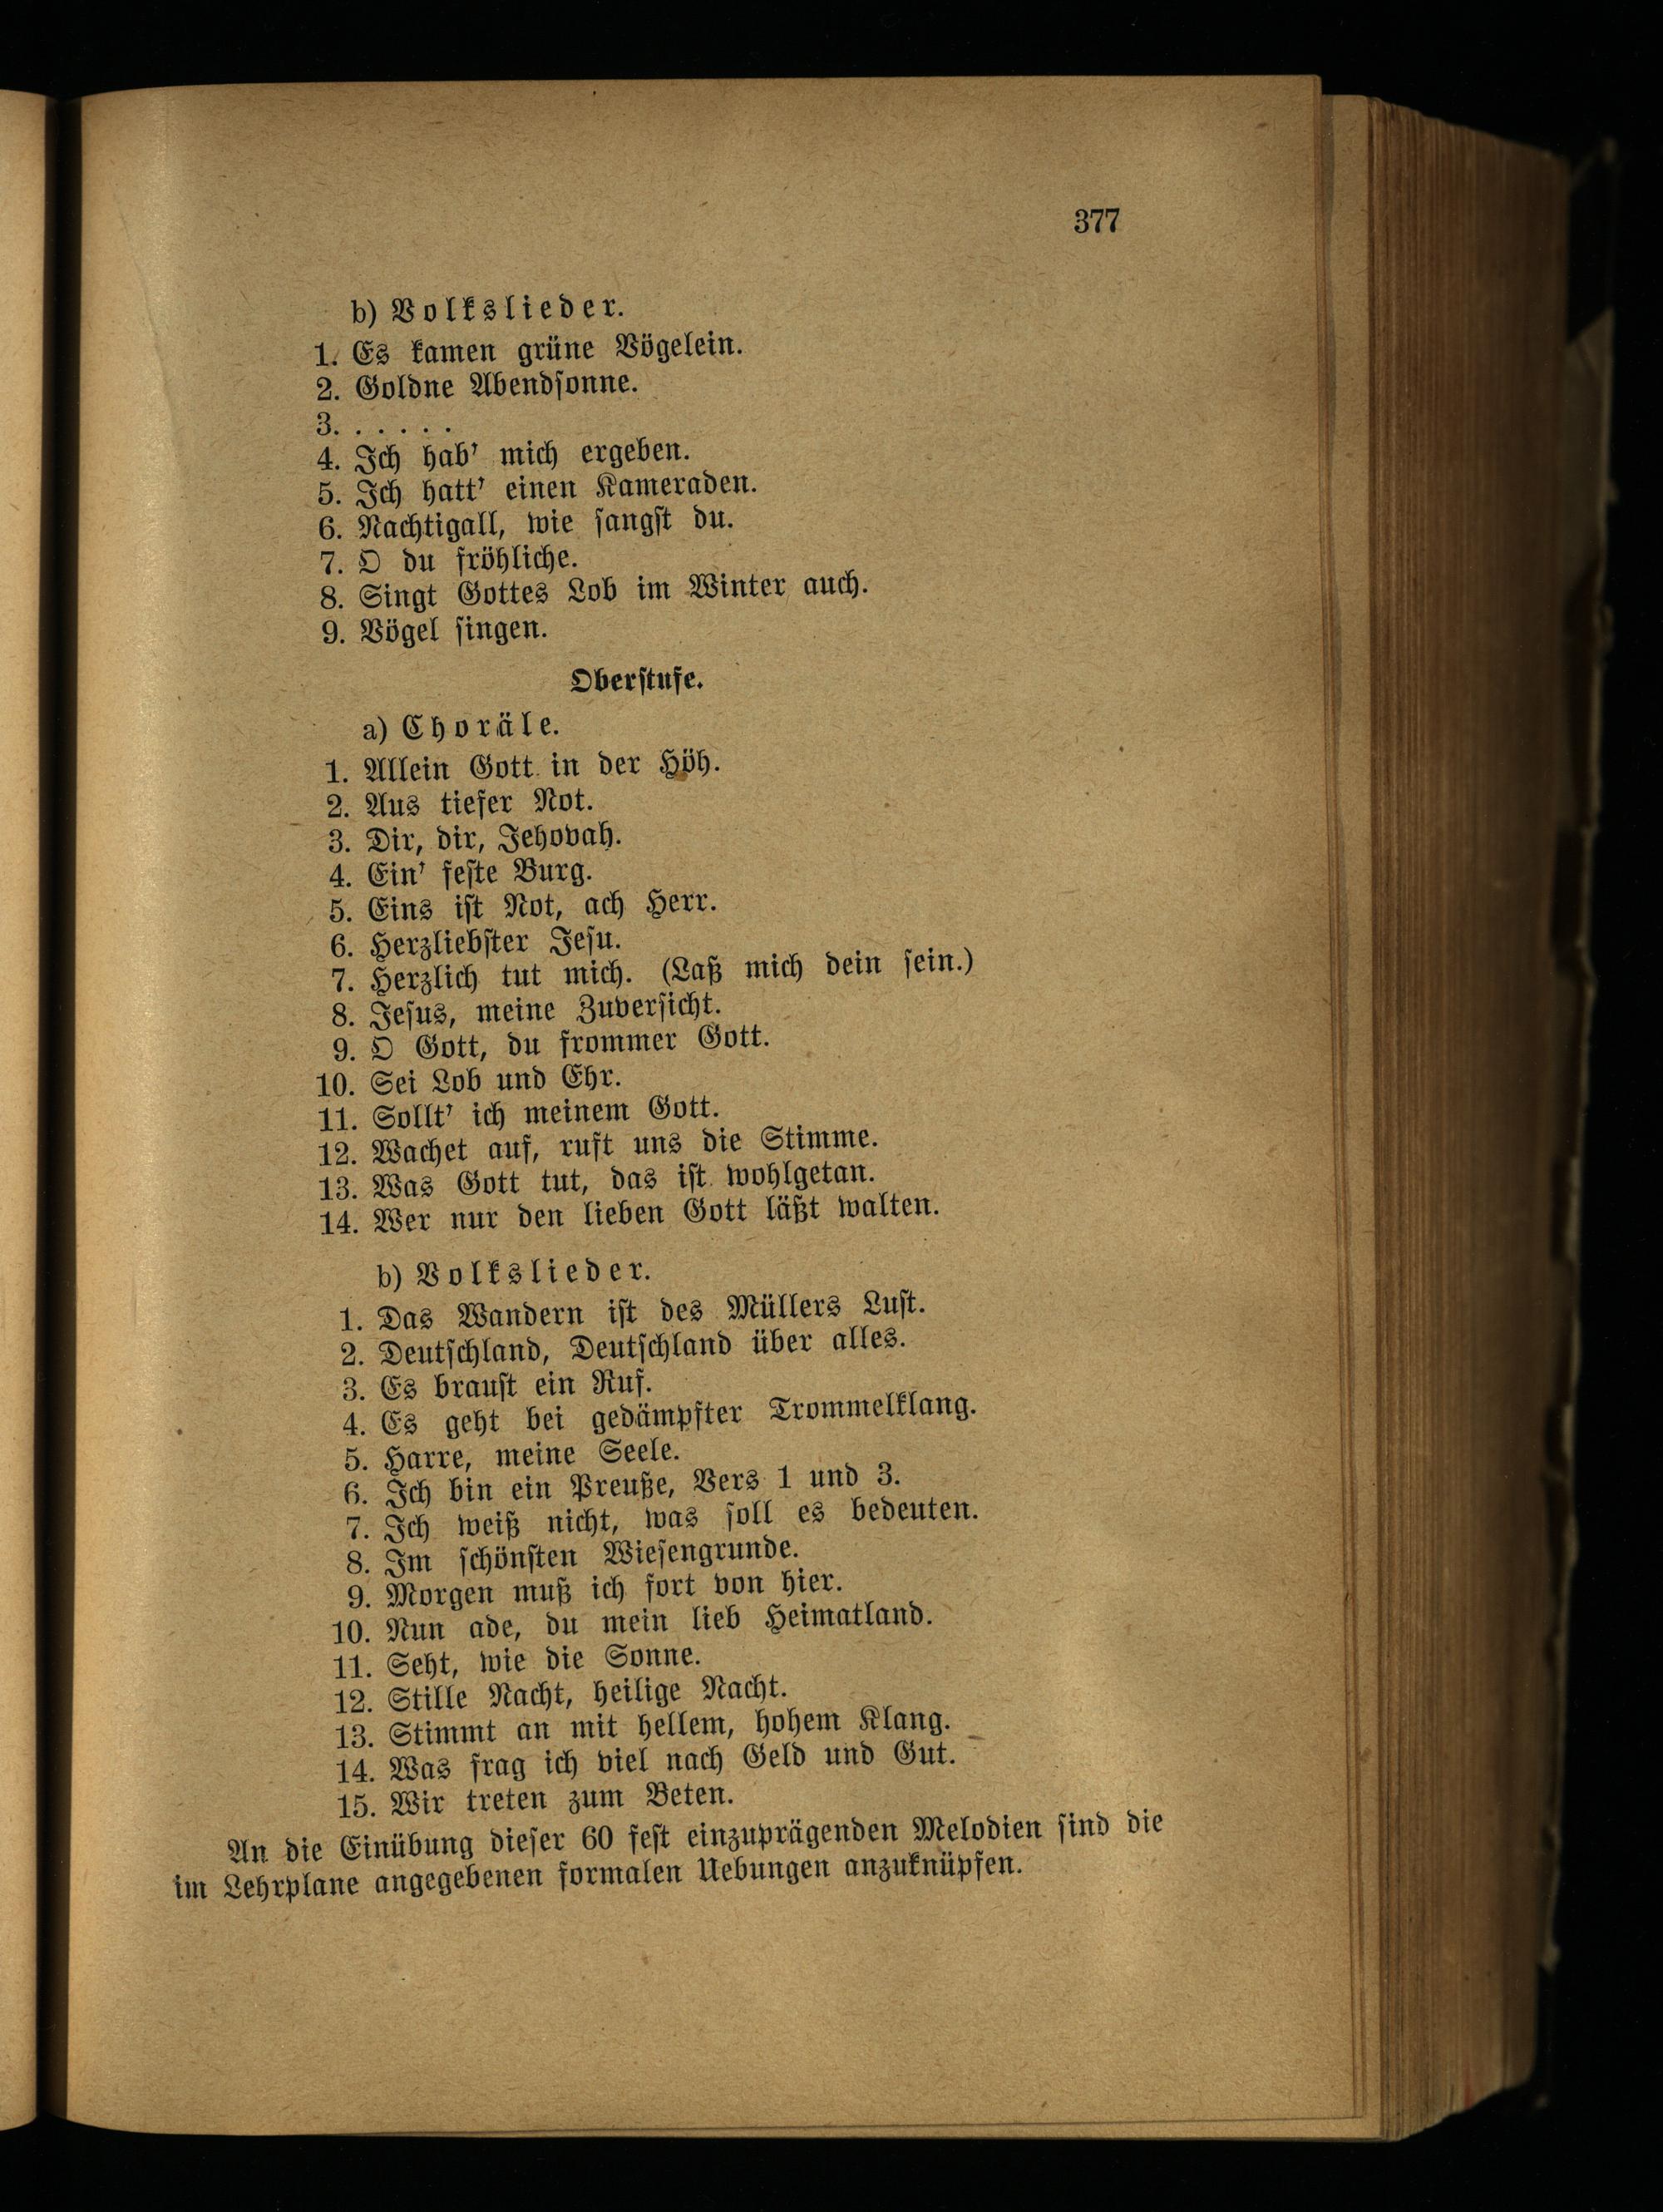 377
b) Volkslieder.
1. Es kamen grüne Vögelein.
2. Goldne Abendsonne.
3. . . . . .
4. Ich hab' mich ergeben.
5. Ich hatt' einen Kameraden.
6. Nachtigall, wie sangst du.
7. O du fröhliche.
8. Singt Gottes Lob im Winter auch.
9. Vögel singen.
Oberstufe.
a) Choräle.
1. Allein Gott in der Höh.
2. Aus tiefer Not.
3. Dir, dir, Jehovah.
4. Ein' feste Burg.
5. Eins ist Not, ach Herr.
6. Herzliebster Jesu.
7. Herzlich tut mich. (Laß mich dein sein.)
8. Jesus, meine Zuversicht.
9. O Gott, du frommer Gott.
10. Sei Lob und Ehr.
11. Sollt' ich meinem Gott.
12. Wachet auf, ruft uns die Stimme.
13. Was Gott tut, das ist wohlgetan.
14. Wer nur den lieben Gott läßt walten.
b) Volkslieder.
1. Das Wandern ist des Müllers Lust.
2. Deutschland, Deutschland über alles.
3. Es braust ein Ruf.
4. Es geht bei gedämpfter Trommelklang.
5. Harre, meine Seele.
6. Ich bin ein Preuße, Vers 1 und 3.
7. Ich weiß nicht, was soll es bedeuten.
8. Im schönsten Wiesengrunde.
9. Morgen muß ich fort von hier.
10. Nun ade, du mein lieb Heimatland.
11. Seht, wie die Sonne.
12. Stille Nacht, heilige Nacht.
13. Stimmt an mit hellem, hohem Klang.
14. Was frag ich viel nach Geld und Gut.
15. Wir treten zum Beten.
An die Einübung dieser 60 fest einzuprägenden Melodien sind die
im Lehrplane angegebenen formalen Uebungen anzuknüpfen.